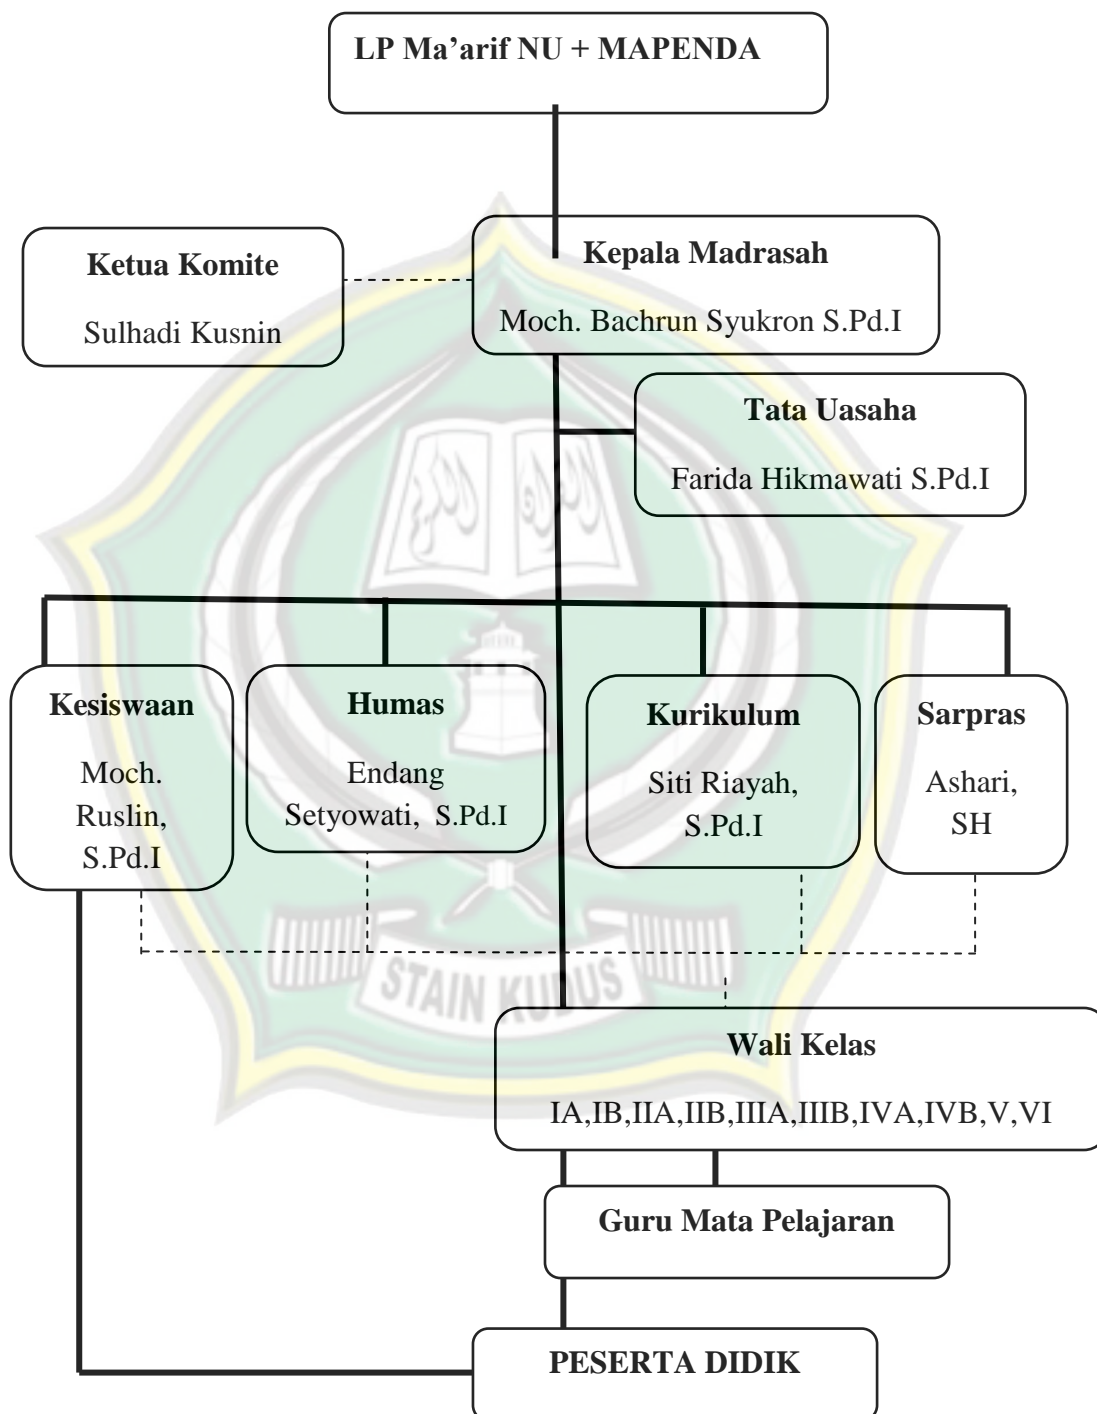 LP Ma’arif NU + MAPENDA
Ketua Komite
Sulhadi Kusnin
Kepala Madrasah
Moch. Bachrun Syukron S.Pd.I
Tata Uasaha
Farida Hikmawati S.Pd.I
Kesiswaan
Moch.
Ruslin,
S.Pd.I
Humas
Endang
Setyowati, S.Pd.I
Kurikulum
Siti Riayah,
S.Pd.I
Sarpras
Ashari,
SH
STAIN KUDUS
Wali Kelas
IA,IB,IIA,IIB,IIIA,IIIB,IVA,IVB,V,VI
Guru Mata Pelajaran
PESERTA DIDIK